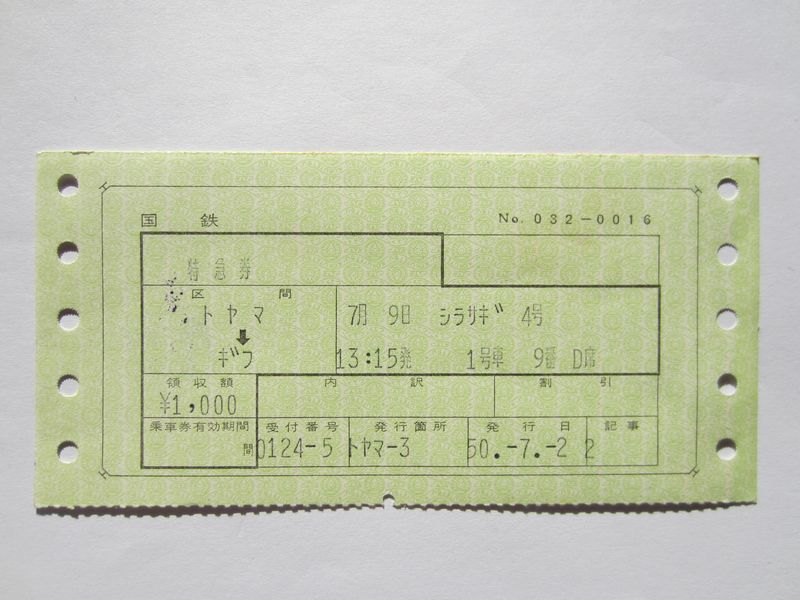 国鉄 No. 032-0016
特急券
区間
トヤマ 7月 9日 シラサギ 4号
⬇
ギフ 13:15発 1号車 9番 D席
領収額 内訳 割引
¥1,000
乗車券有効期間 受付番号 発行箇所 発行日 記事
間 0124-5 トヤマ-3 50.-7.-2 2